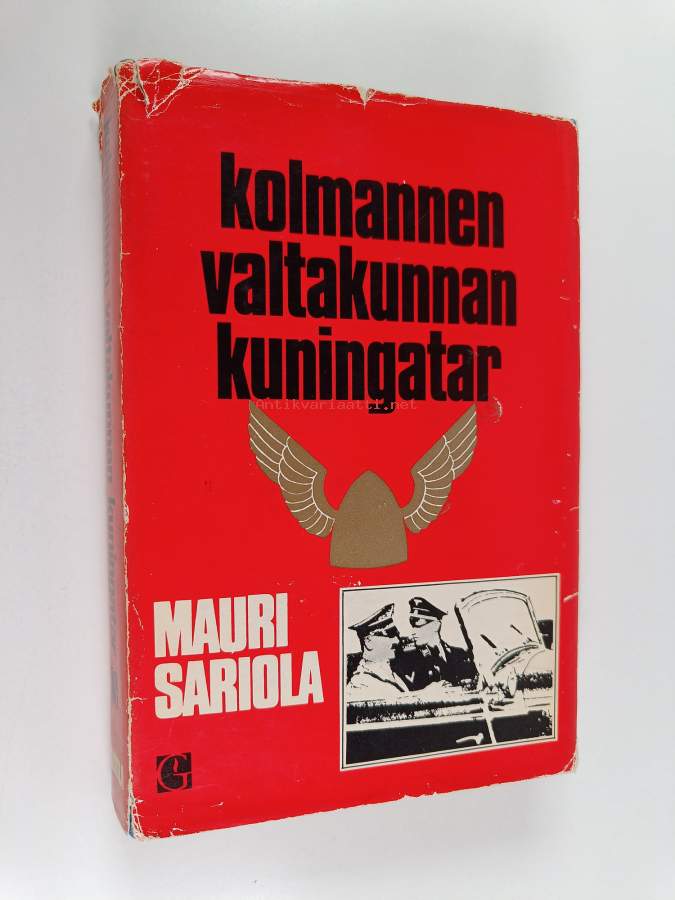 kolmannen
valtakunnan
kuningatar
Antikvariaatti.net
MAURI
SARIOLA
G